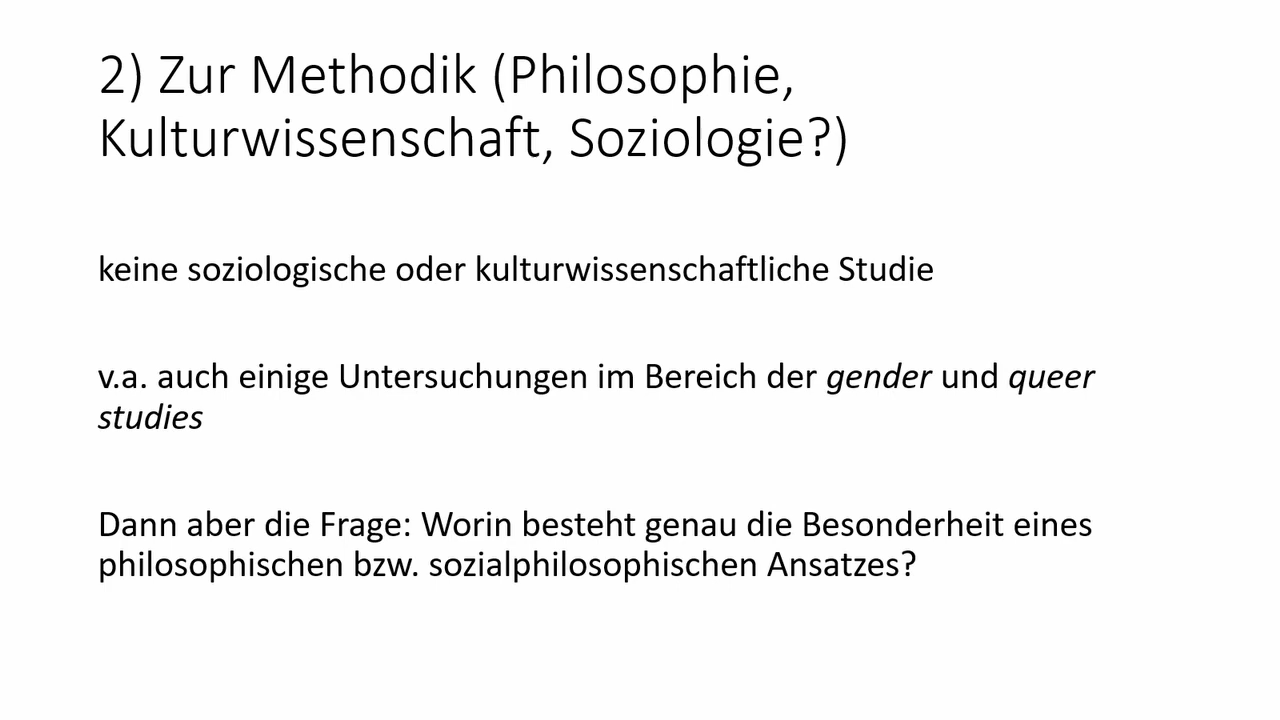 2) Zur Methodik (Philosophie,
Kulturwissenschaft, Soziologie?)
keine soziologische oder kulturwissenschaftliche Studie
v.a. auch einige Untersuchungen im Bereich der gender und queer
studies
Dann aber die Frage: Worin besteht genau die Besonderheit eines
philosophischen bzw. sozialphilosophischen Ansatzes?